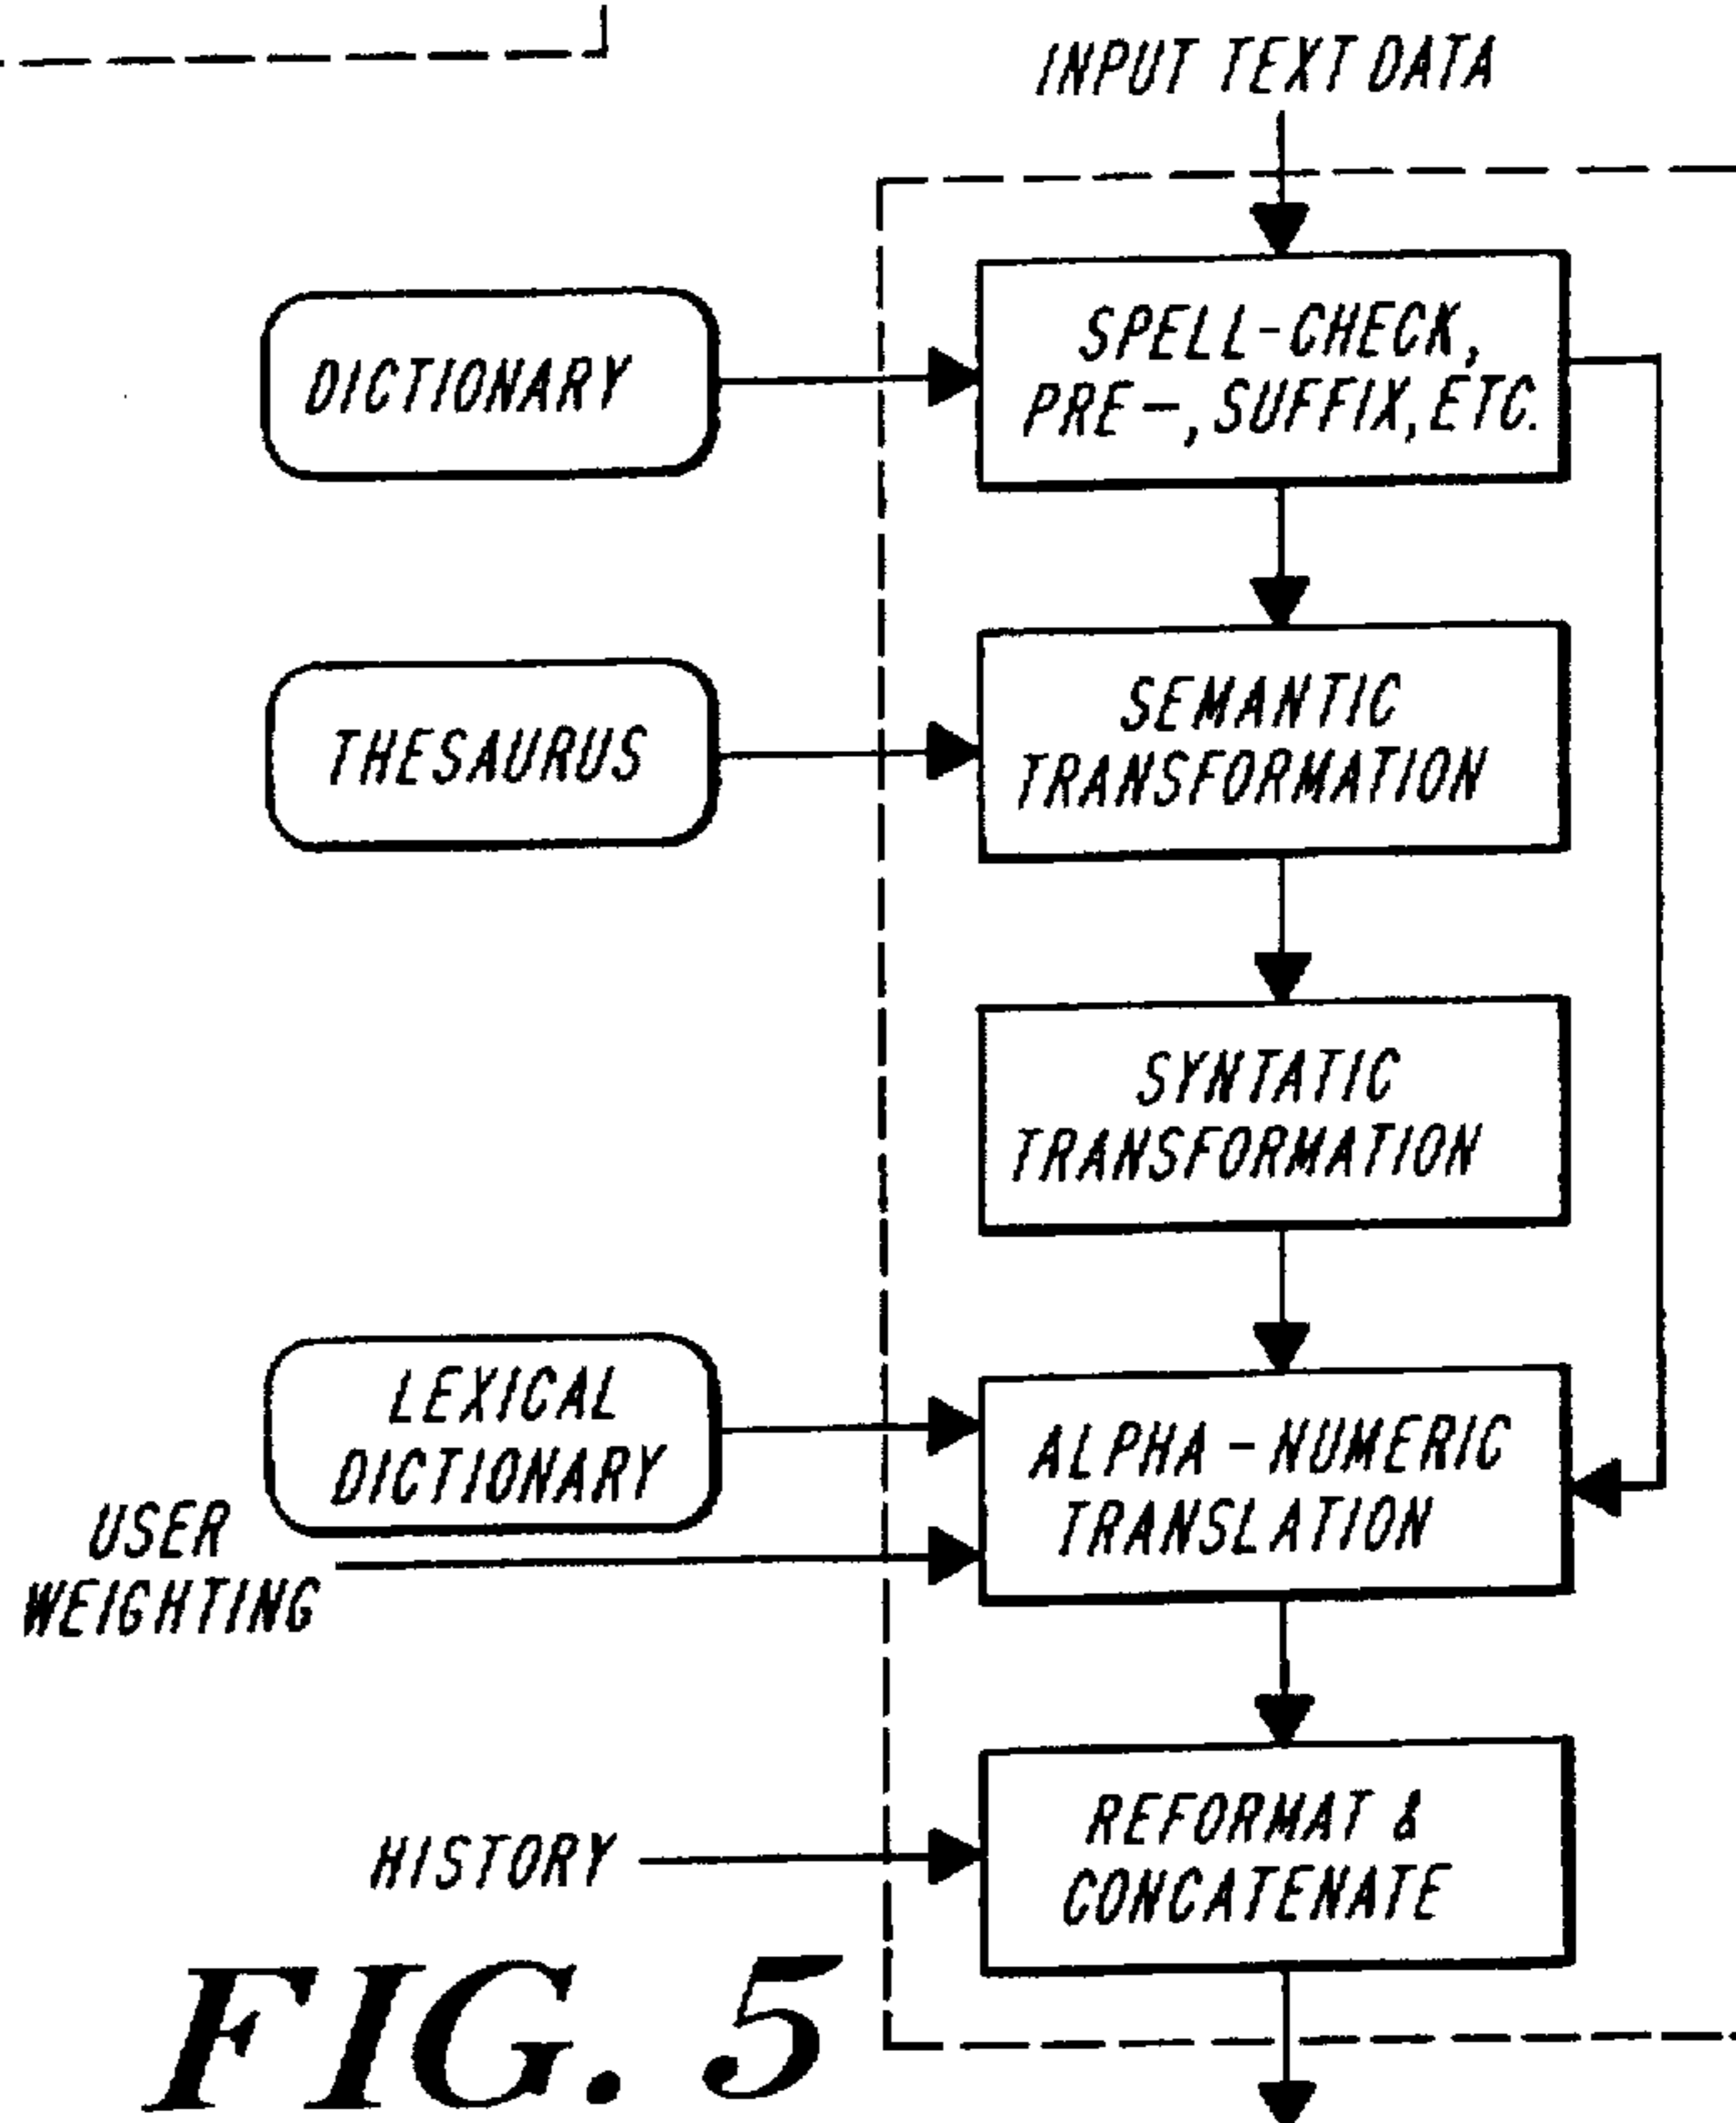 INPUT TEXT DATA
DICTIONARY
SPELL-CHECK,
PRE-, SUFFIX, ETC.
THESAURUS
SEMANTIC
TRANSFORMATION
SYNTATIC
TRANSFORMATION
LEXICAL
DICTIONARY
USER
WEIGHTING
ALPHA-NUMERIC
TRANSLATION
HISTORY
REFORMAT &
CONCATENATE
FIG. 5